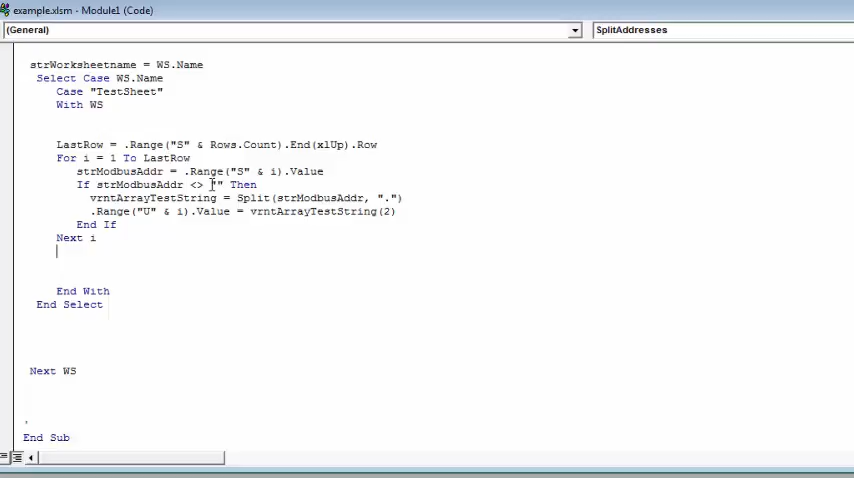 example.xlsm - Module1 (Code)
(General)
SplitAddresses
strWorksheetname = WS.Name
Select Case WS.Name
Case "TestSheet"
With WS
LastRow = .Range("S" & Rows.Count).End(xlUp).Row
For i = 1 To LastRow
strModbusAddr = .Range("S" & i).Value
If strModbusAddr <> "" Then
vrntArrayTestString = Split(strModbusAddr, ".")
.Range("U" & i).Value = vrntArrayTestString(2)
End If
Next i
End With
End Select
Next WS
'
End Sub